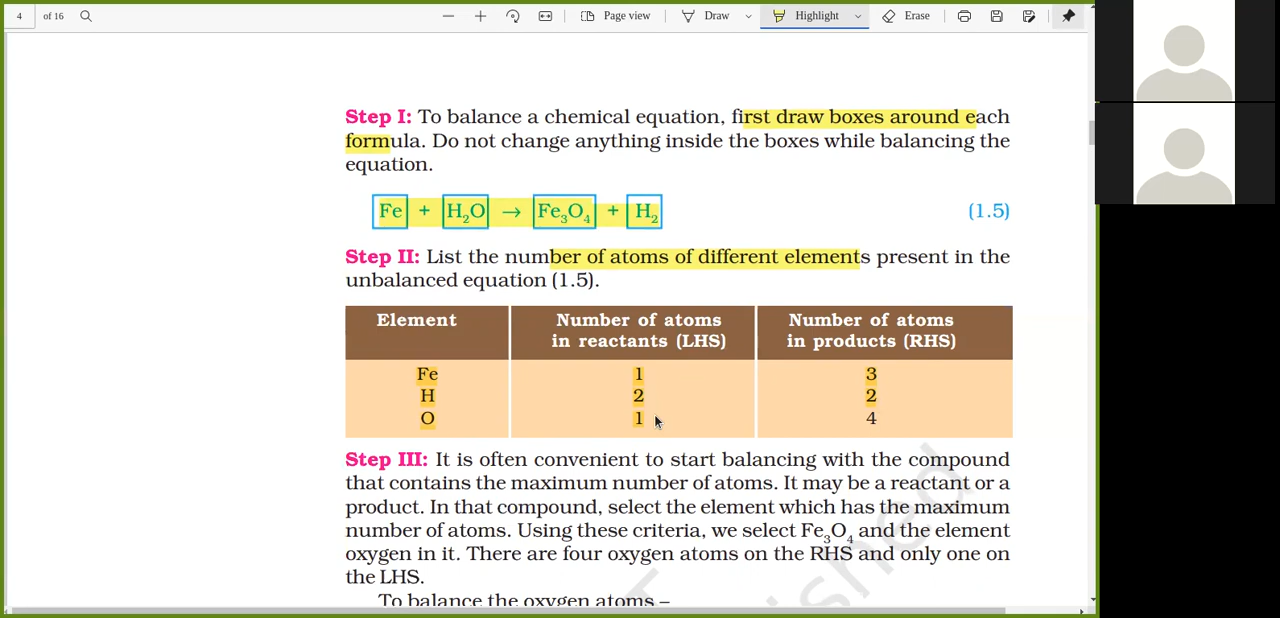 4 of 16 Page view Draw Highlight Erase
Step I: To balance a chemical equation, first draw boxes around each
formula. Do not change anything inside the boxes while balancing the
equation.
Fe + H₂O → Fe₃O₄ + H₂ (1.5)
Step II: List the number of atoms of different elements present in the
unbalanced equation (1.5).
Element Number of atoms in reactants (LHS) Number of atoms in products (RHS)
Fe 1 3
H 2 2
O 1 4
Step III: It is often convenient to start balancing with the compound
that contains the maximum number of atoms. It may be a reactant or a
product. In that compound, select the element which has the maximum
number of atoms. Using these criteria, we select Fe₃O₄ and the element
oxygen in it. There are four oxygen atoms on the RHS and only one on
the LHS.
To balance the oxygen atoms –